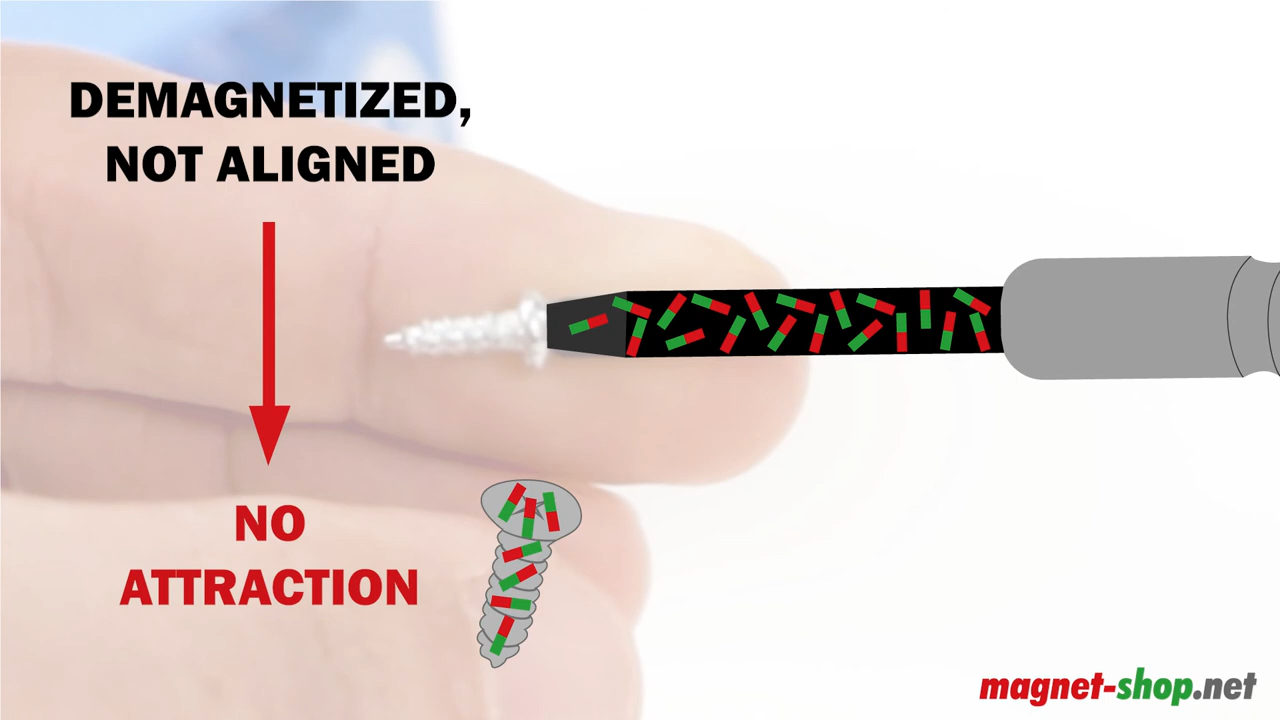 DEMAGNETIZED,
NOT ALIGNED
NO
ATTRACTION
magnet-shop.net